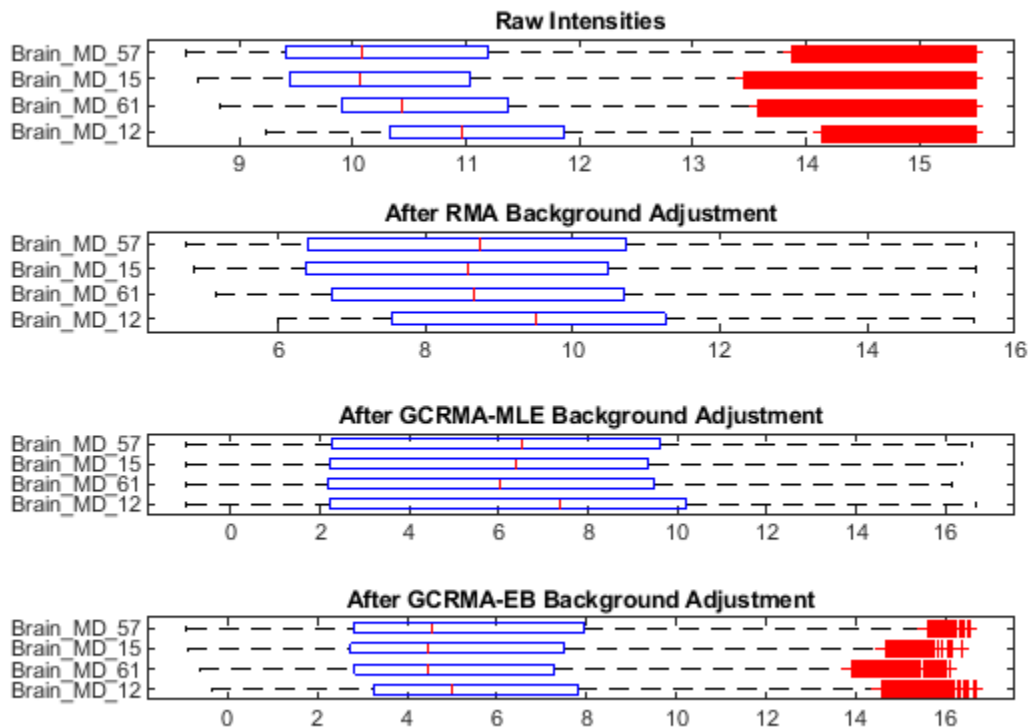 Raw Intensities
Brain_MD_57
Brain_MD_15
Brain_MD_61
Brain_MD_12
9 10 11 12 13 14 15
After RMA Background Adjustment
Brain_MD_57
Brain_MD_15
Brain_MD_61
Brain_MD_12
6 8 10 12 14 16
After GCRMA-MLE Background Adjustment
Brain_MD_57
Brain_MD_15
Brain_MD_61
Brain_MD_12
0 2 4 6 8 10 12 14 16
After GCRMA-EB Background Adjustment
Brain_MD_57
Brain_MD_15
Brain_MD_61
Brain_MD_12
0 2 4 6 8 10 12 14 16